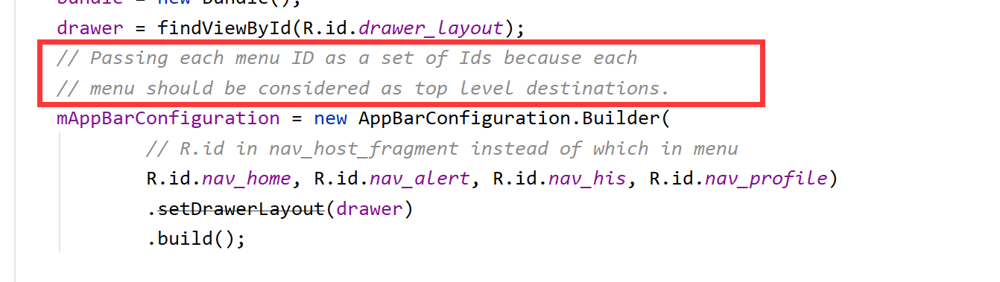 bundle = new Bundle();
drawer = findViewById(R.id.drawer_layout);
// Passing each menu ID as a set of Ids because each
// menu should be considered as top level destinations.
mAppBarConfiguration = new AppBarConfiguration.Builder(
// R.id in nav_host_fragment instead of which in menu
R.id.nav_home, R.id.nav_alert, R.id.nav_his, R.id.nav_profile)
.setDrawerLayout(drawer)
.build();